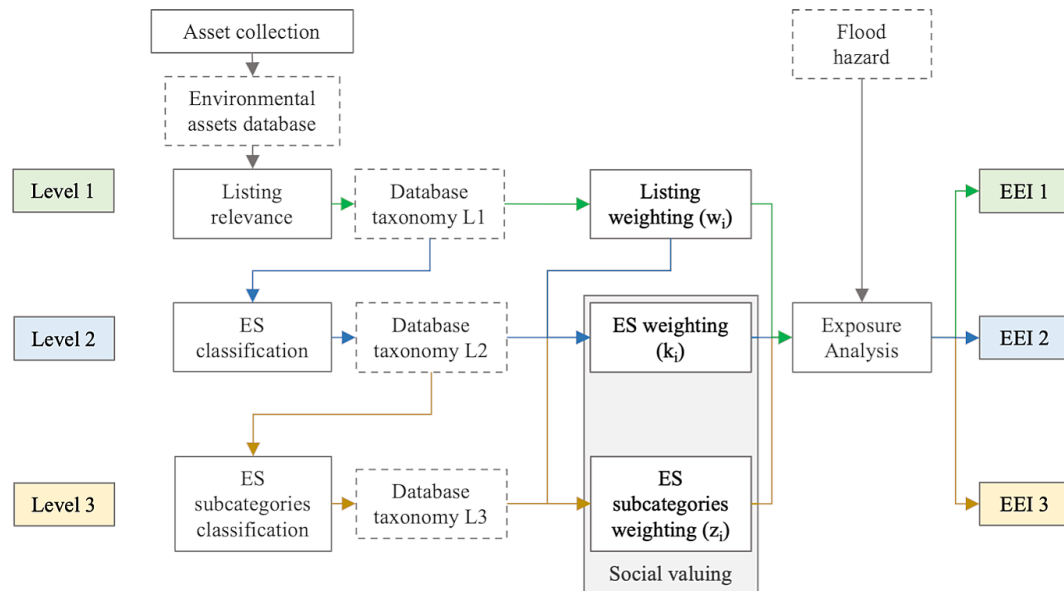 Asset collection
Flood
hazard
Environmental
assets database
Level 1
Listing
relevance
Database
taxonomy L1
Listing
weighting (wi)
EEI 1
Level 2
ES
classification
Database
taxonomy L2
ES weighting
(ki)
Exposure
Analysis
EEI 2
Level 3
ES
subcategories
classification
Database
taxonomy L3
ES
subcategories
weighting (zi)
EEI 3
Social valuing